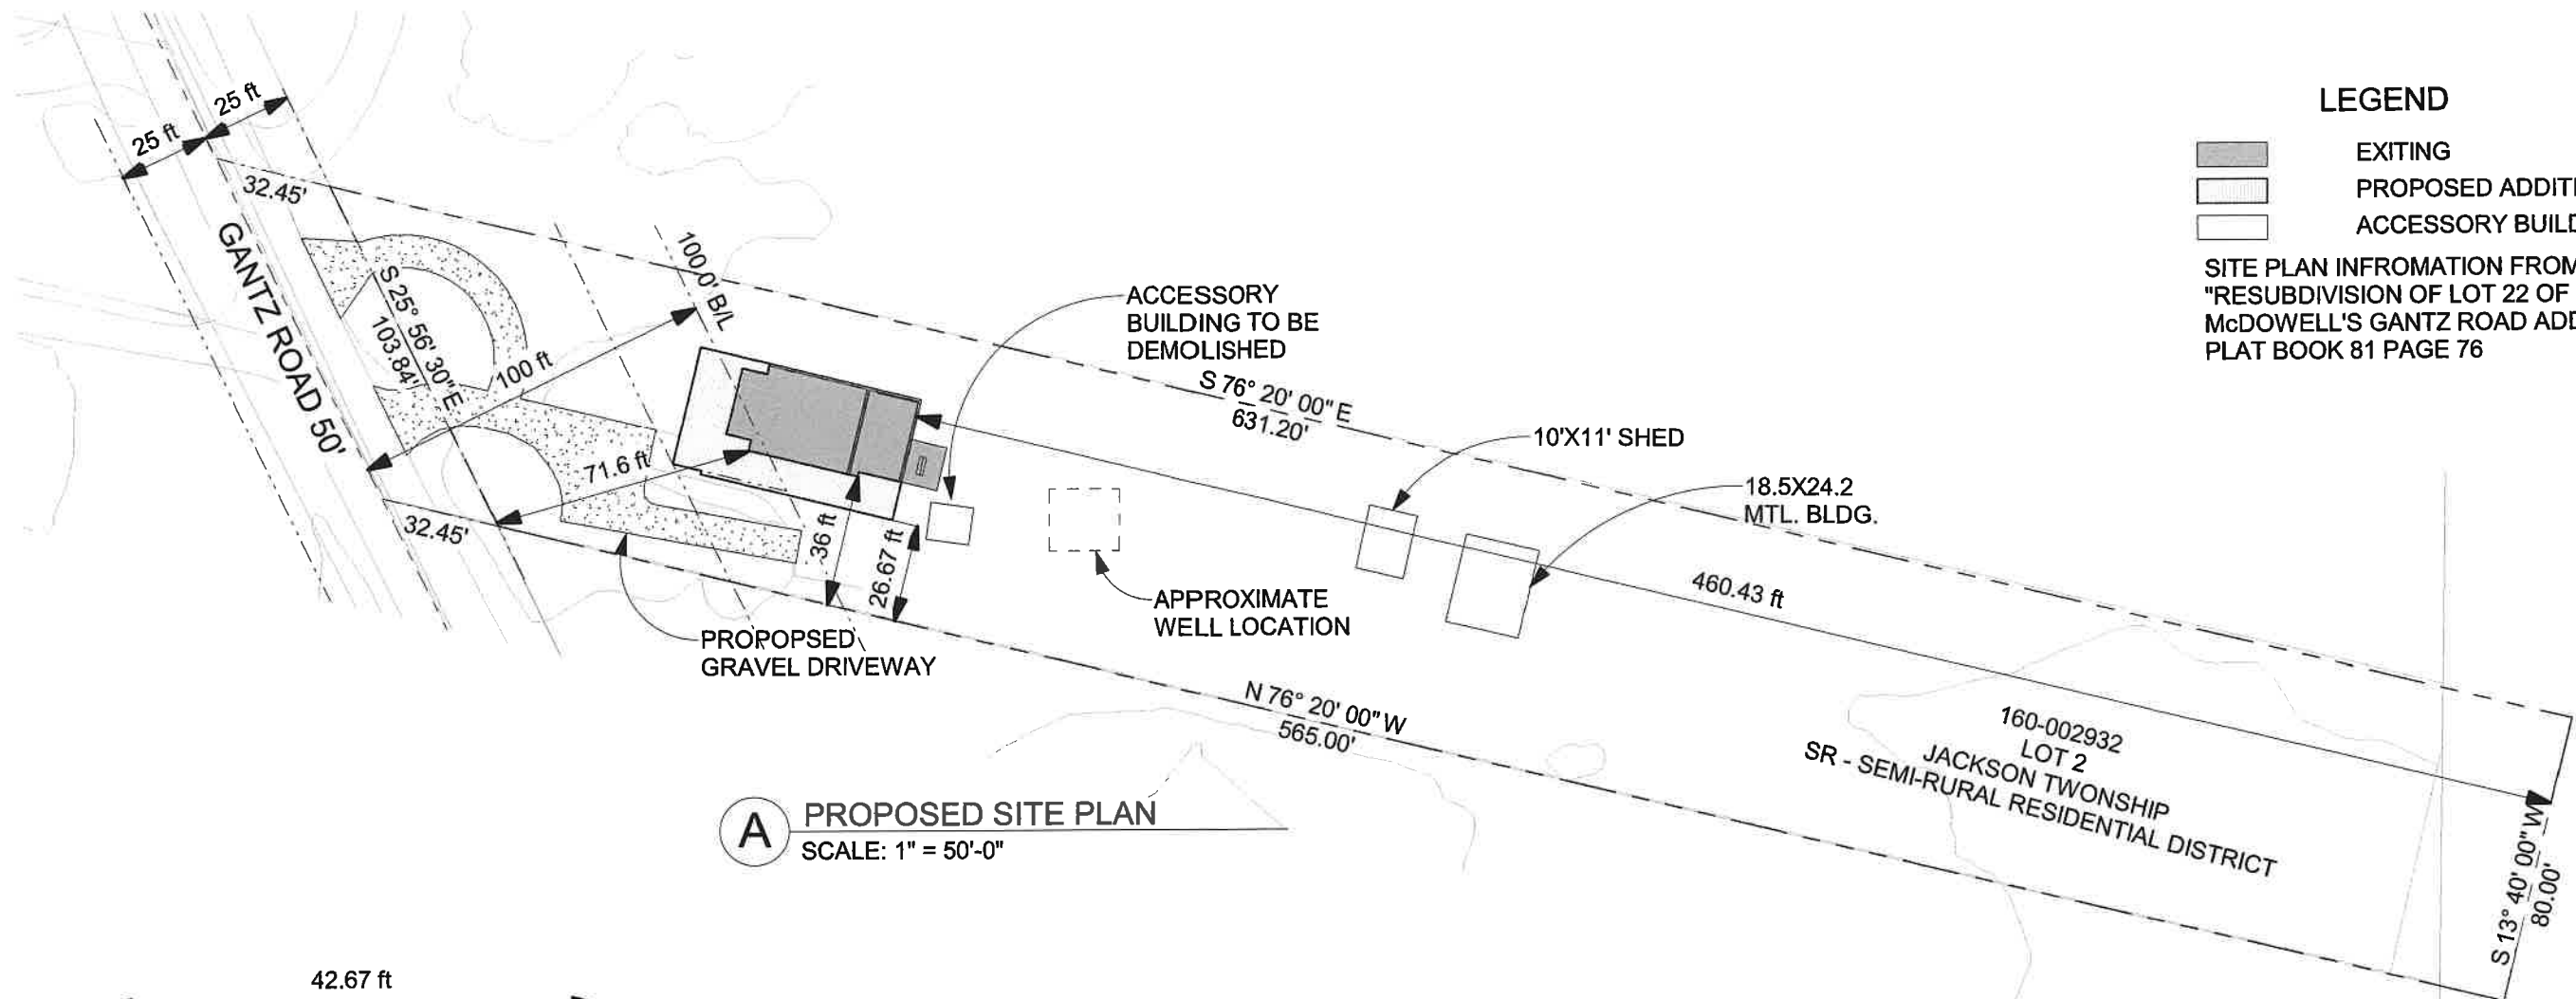 LEGEND
EXITING
PROPOSED ADDITI
ACCESSORY BUILD
SITE PLAN INFROMATION FROM
"RESUBDIVISION OF LOT 22 OF
McDOWELL'S GANTZ ROAD ADD
PLAT BOOK 81 PAGE 76
25 ft
25 ft
32.45'
GANTZ ROAD 50'
S 25° 56' 30" E
103.84'
100.0' B/L
100 ft
71.6 ft
32.45'
36 ft
26.67 ft
ACCESSORY
BUILDING TO BE
DEMOLISHED
S 76° 20' 00" E
631.20'
10'X11' SHED
18.5X24.2
MTL. BLDG.
460.43 ft
APPROXIMATE
WELL LOCATION
PROPOPSED
GRAVEL DRIVEWAY
N 76° 20' 00" W
565.00'
160-002932
LOT 2
JACKSON TWONSHIP
SR - SEMI-RURAL RESIDENTIAL DISTRICT
S 13° 40' 00" W
80.00'
A
PROPOSED SITE PLAN
SCALE: 1" = 50'-0"
42.67 ft